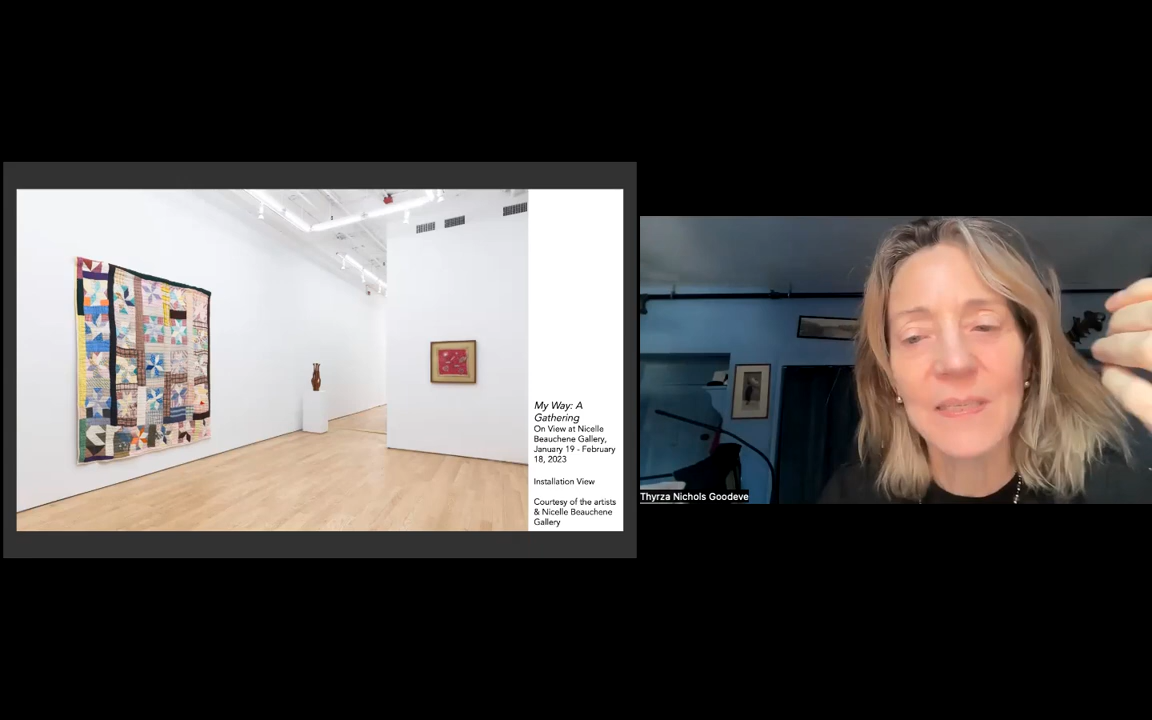 My Way: A
Gathering
On View at Nicelle
Beauchene Gallery,
January 19 - February
18, 2023
Installation View
Courtesy of the artists
& Nicelle Beauchene
Gallery
Thyrza Nichols Goodeve